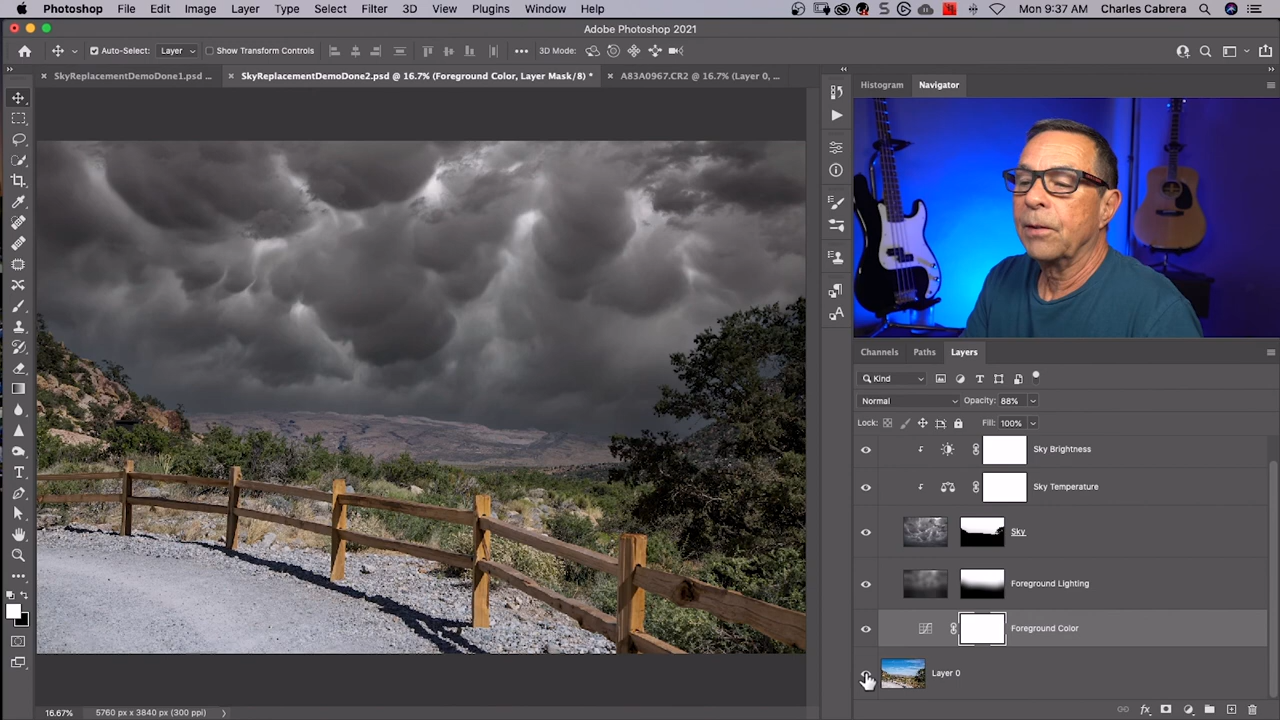 Photoshop File Edit Image Layer Type Select Filter 3D View Plugins Window Help Mon 9:37 AM Charles Cabrera
Adobe Photoshop 2021
Auto-Select: Layer Show Transform Controls 3D Mode:
SkyReplacementDemoDone1.psd ... SkyReplacementDemoDone2.psd @ 16.7% (Foreground Color, Layer Mask/8) * A83A0967.CR2 @ 16.7% (Layer 0, ...
Histogram Navigator
Channels Paths Layers
Kind
Normal Opacity: 88%
Lock: Fill: 100%
Sky Brightness
Sky Temperature
Sky
Foreground Lighting
Foreground Color
Layer 0
16.67% 5760 px x 3840 px (300 ppi)